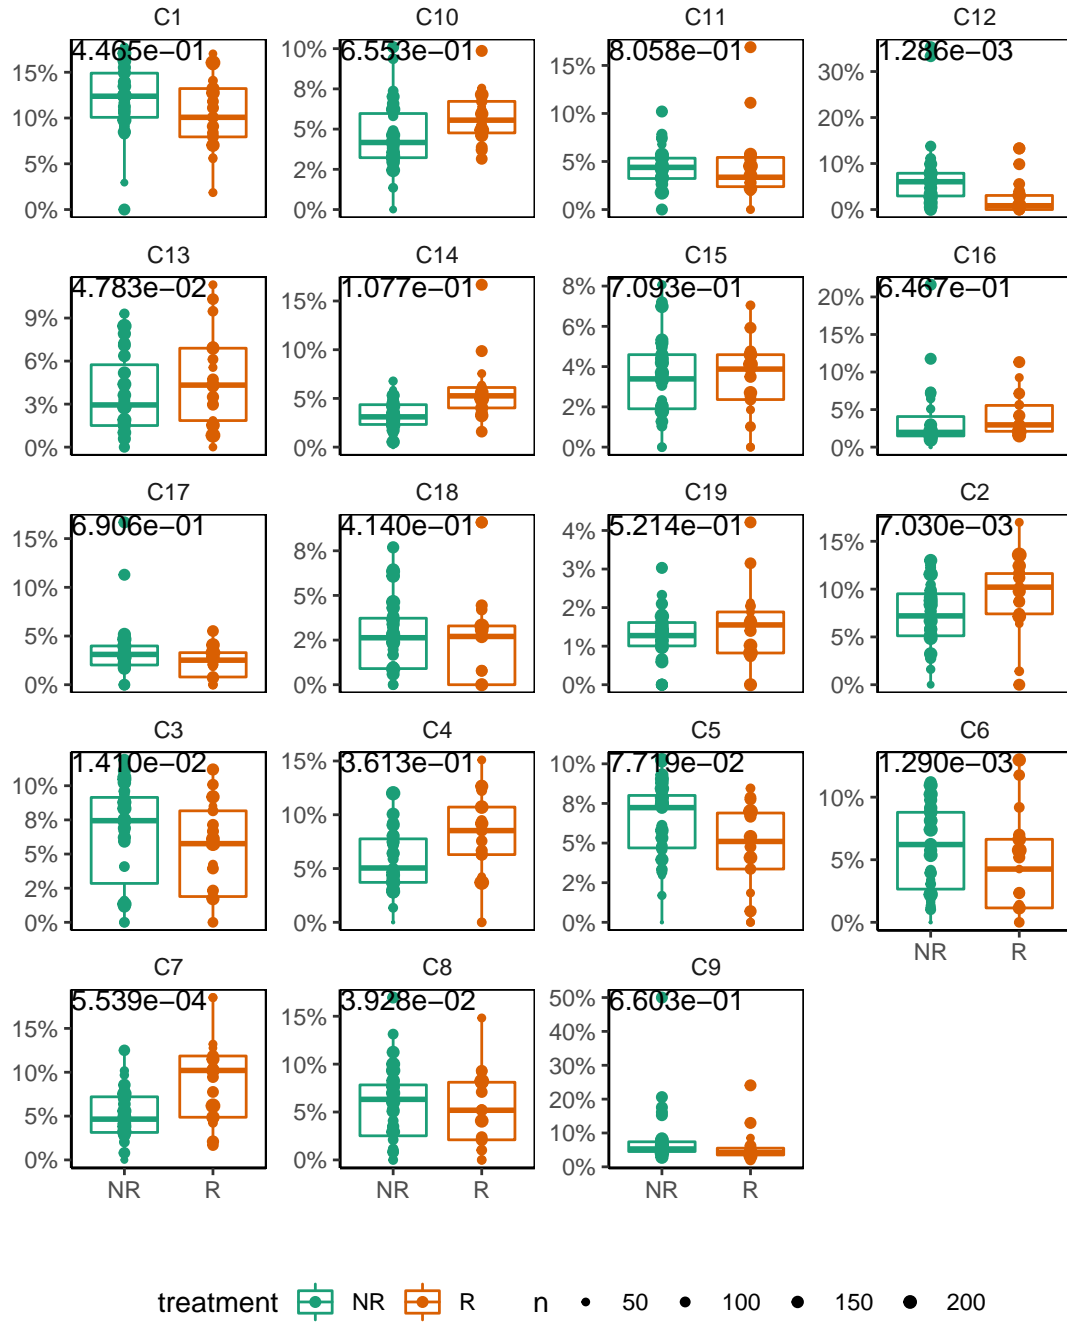 C1 C10 C11 C12
4.465e−01 6.553e−01 8.058e−01 1.286e−03
15% 10% 5% 0%
10% 8% 5% 2% 0%
15% 10% 5% 0%
30% 20% 10% 0%
C13 C14 C15 C16
4.783e−02 1.077e−01 7.093e−01 6.467e−01
9% 6% 3% 0%
15% 10% 5% 0%
8% 6% 4% 2% 0%
20% 15% 10% 5% 0%
C17 C18 C19 C2
6.906e−01 4.140e−01 5.214e−01 7.030e−03
15% 10% 5% 0%
8% 5% 2% 0%
4% 3% 2% 1% 0%
15% 10% 5% 0%
C3 C4 C5 C6
1.410e−02 3.613e−01 7.719e−02 1.290e−03
10% 8% 5% 2% 0%
15% 10% 5% 0%
10% 8% 5% 2% 0%
10% 5% 0%
NR R
C7 C8 C9
5.539e−04 3.928e−02 6.603e−01
15% 10% 5% 0%
15% 10% 5% 0%
50% 40% 30% 20% 10% 0%
NR R NR R NR R
treatment NR R n 50 100 150 200